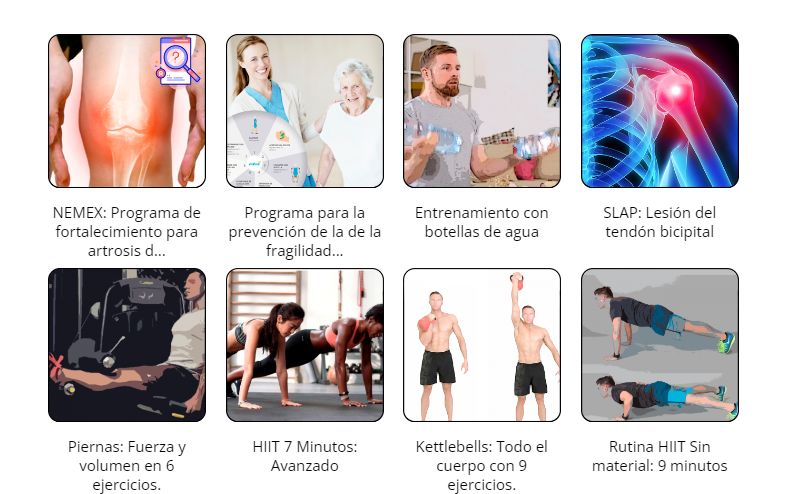 NEMEX: Programa de
fortalecimiento para
artrosis d...
Programa para la
prevención de la de la
fragilidad...
Entrenamiento con
botellas de agua
SLAP: Lesión del
tendón bicipital
Piernas: Fuerza y
volumen en 6
ejercicios.
HIIT 7 Minutos:
Avanzado
Kettlebells: Todo el
cuerpo con 9
ejercicios.
Rutina HIIT Sin
material: 9 minutos